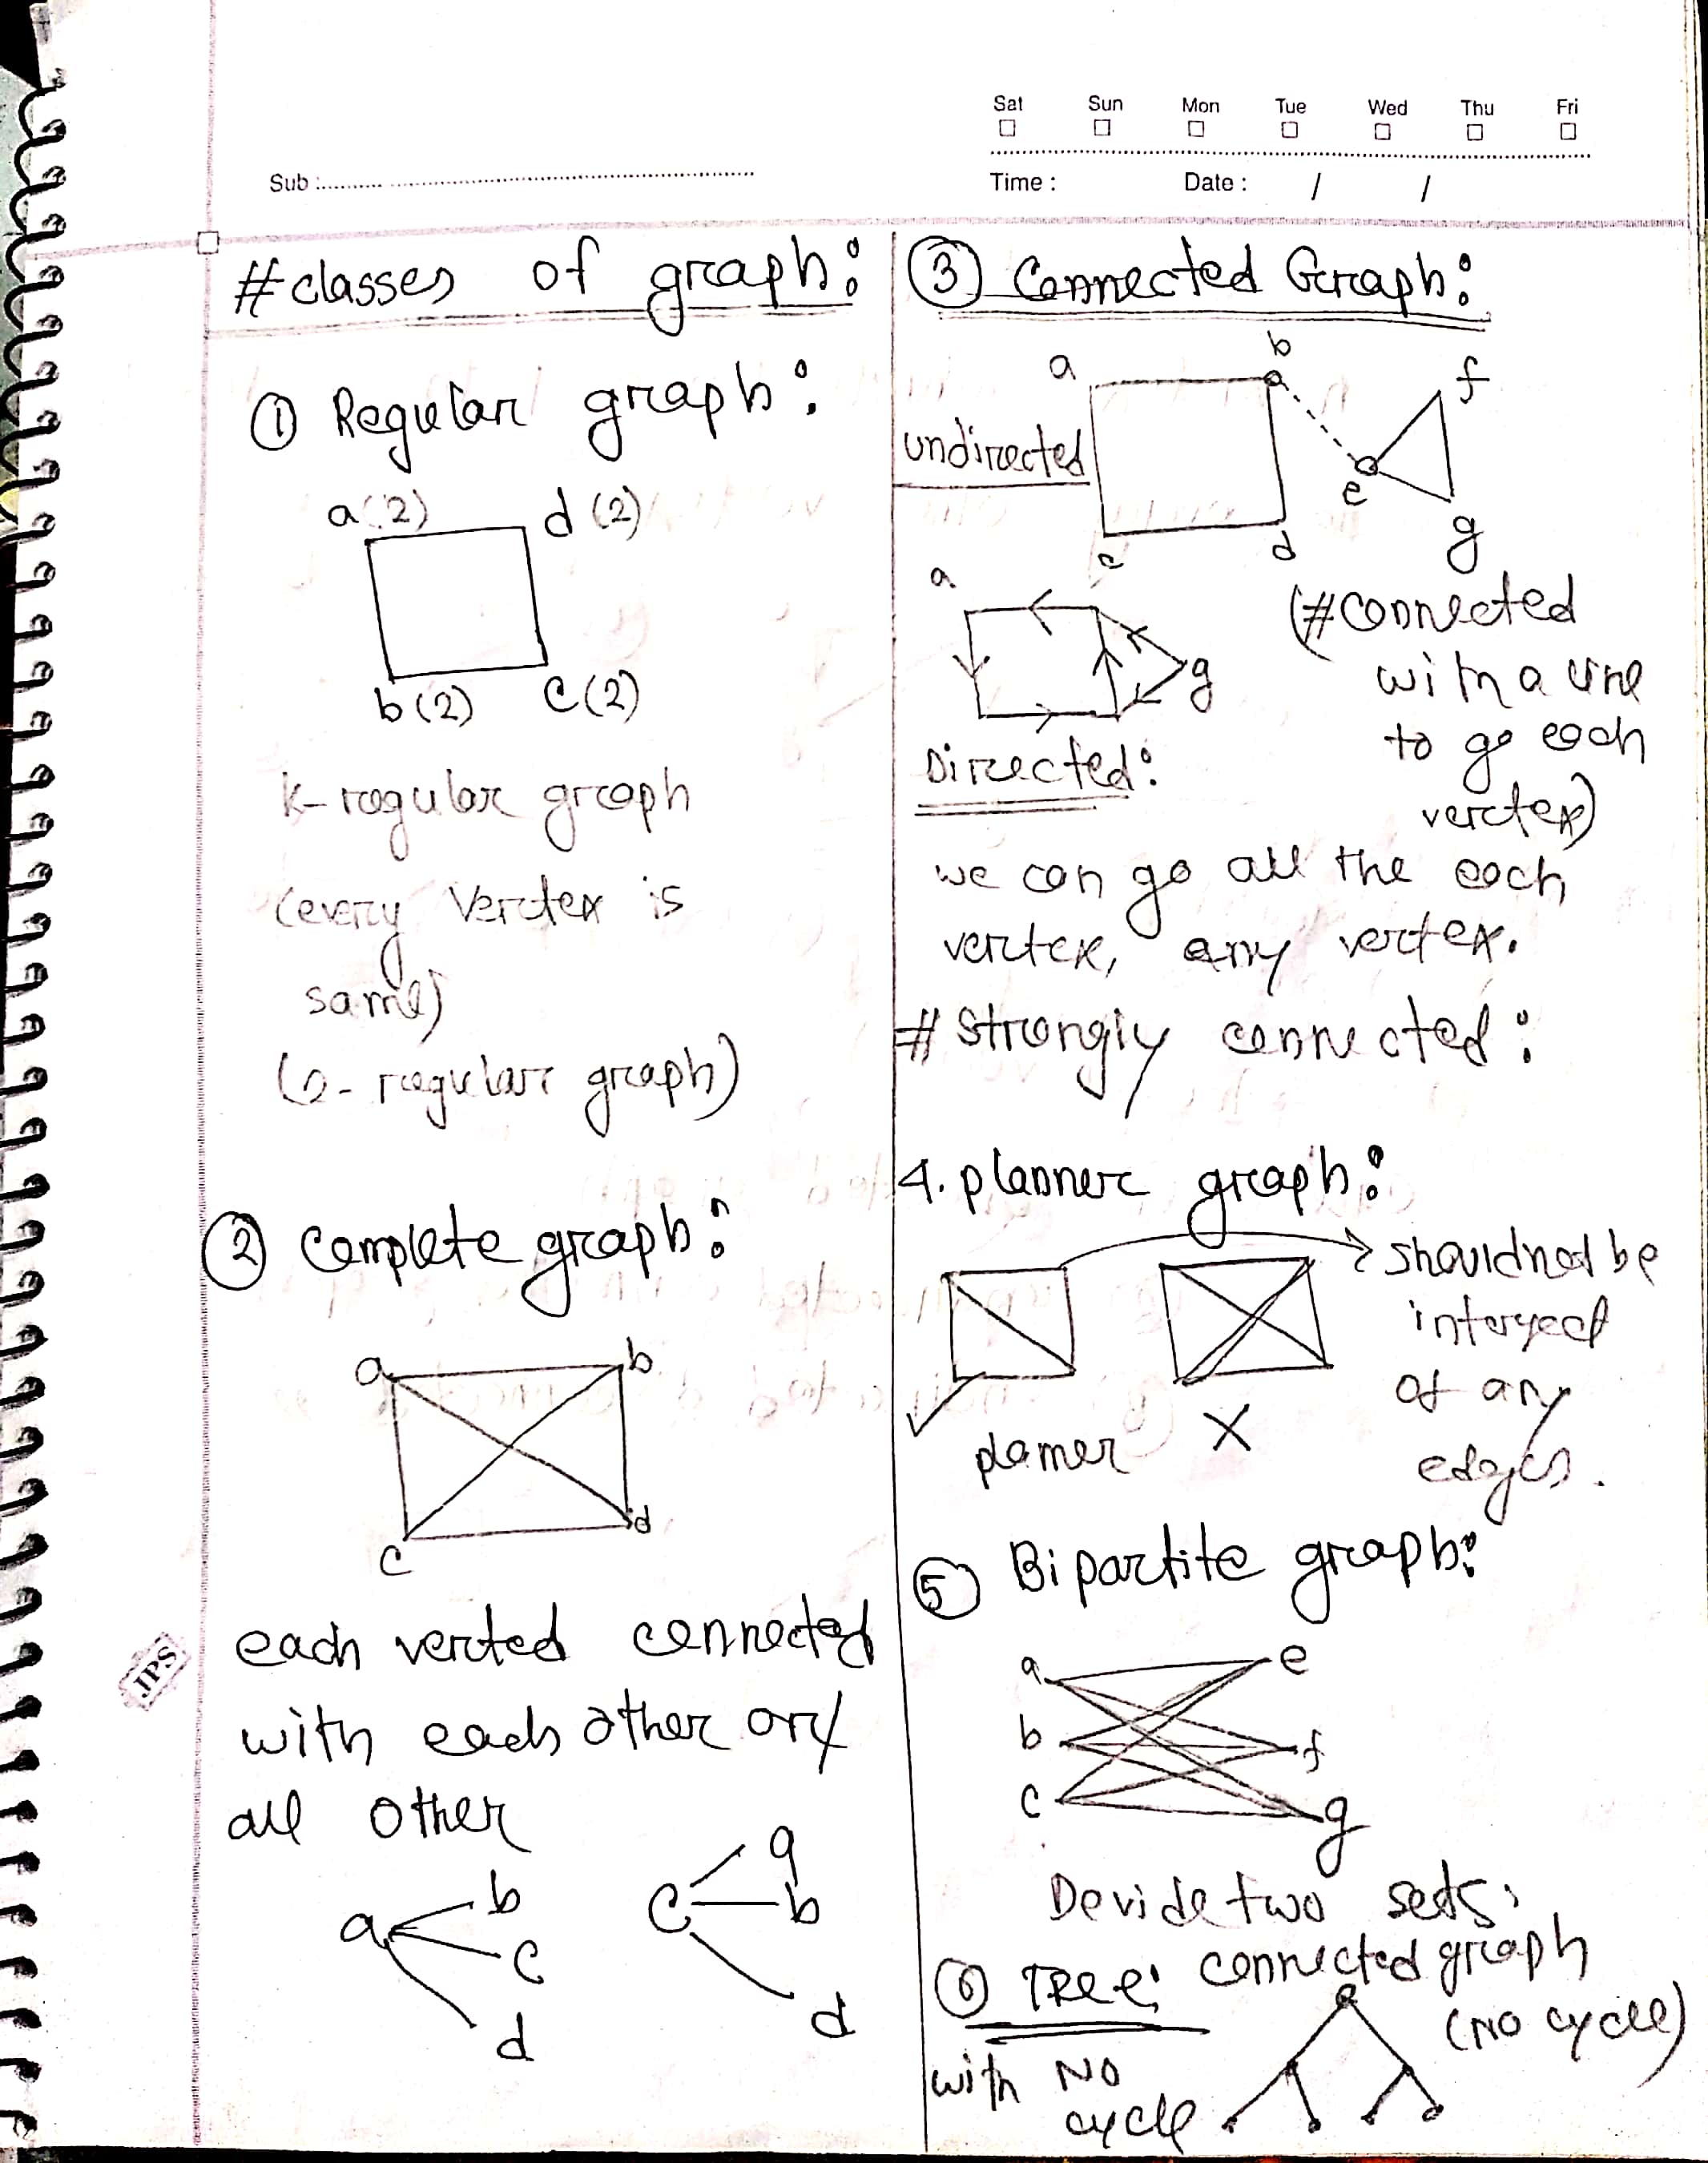 Sat Sun Mon Tue Wed Thu Fri
Sub :
Time : Date : / /
# classes of graph:
① Regular graph:
a(2) d (2)
b(2) c(2)
k-regular graph
(every vertex is
same)
(2-regular graph)
② Complete graph:
a b
c d
each verted connected
with each other or/
all other
a b
c
d
c a
b
d
JPS
③ Connected Graph:
a b f
undirected
e
c d g
a
g
(#connected
with a line
to go each
vertex)
Directed:
we can go all the each
vertex, any vertex.
# Strongly connected:
4. planner graph:
should not be
intersect
of any
edges.
planner X
⑤ Bipartite graph:
a e
b f
c g
Devide two sets,
⑥ TRee: connected graph
(NO cycle)
with NO
cycle